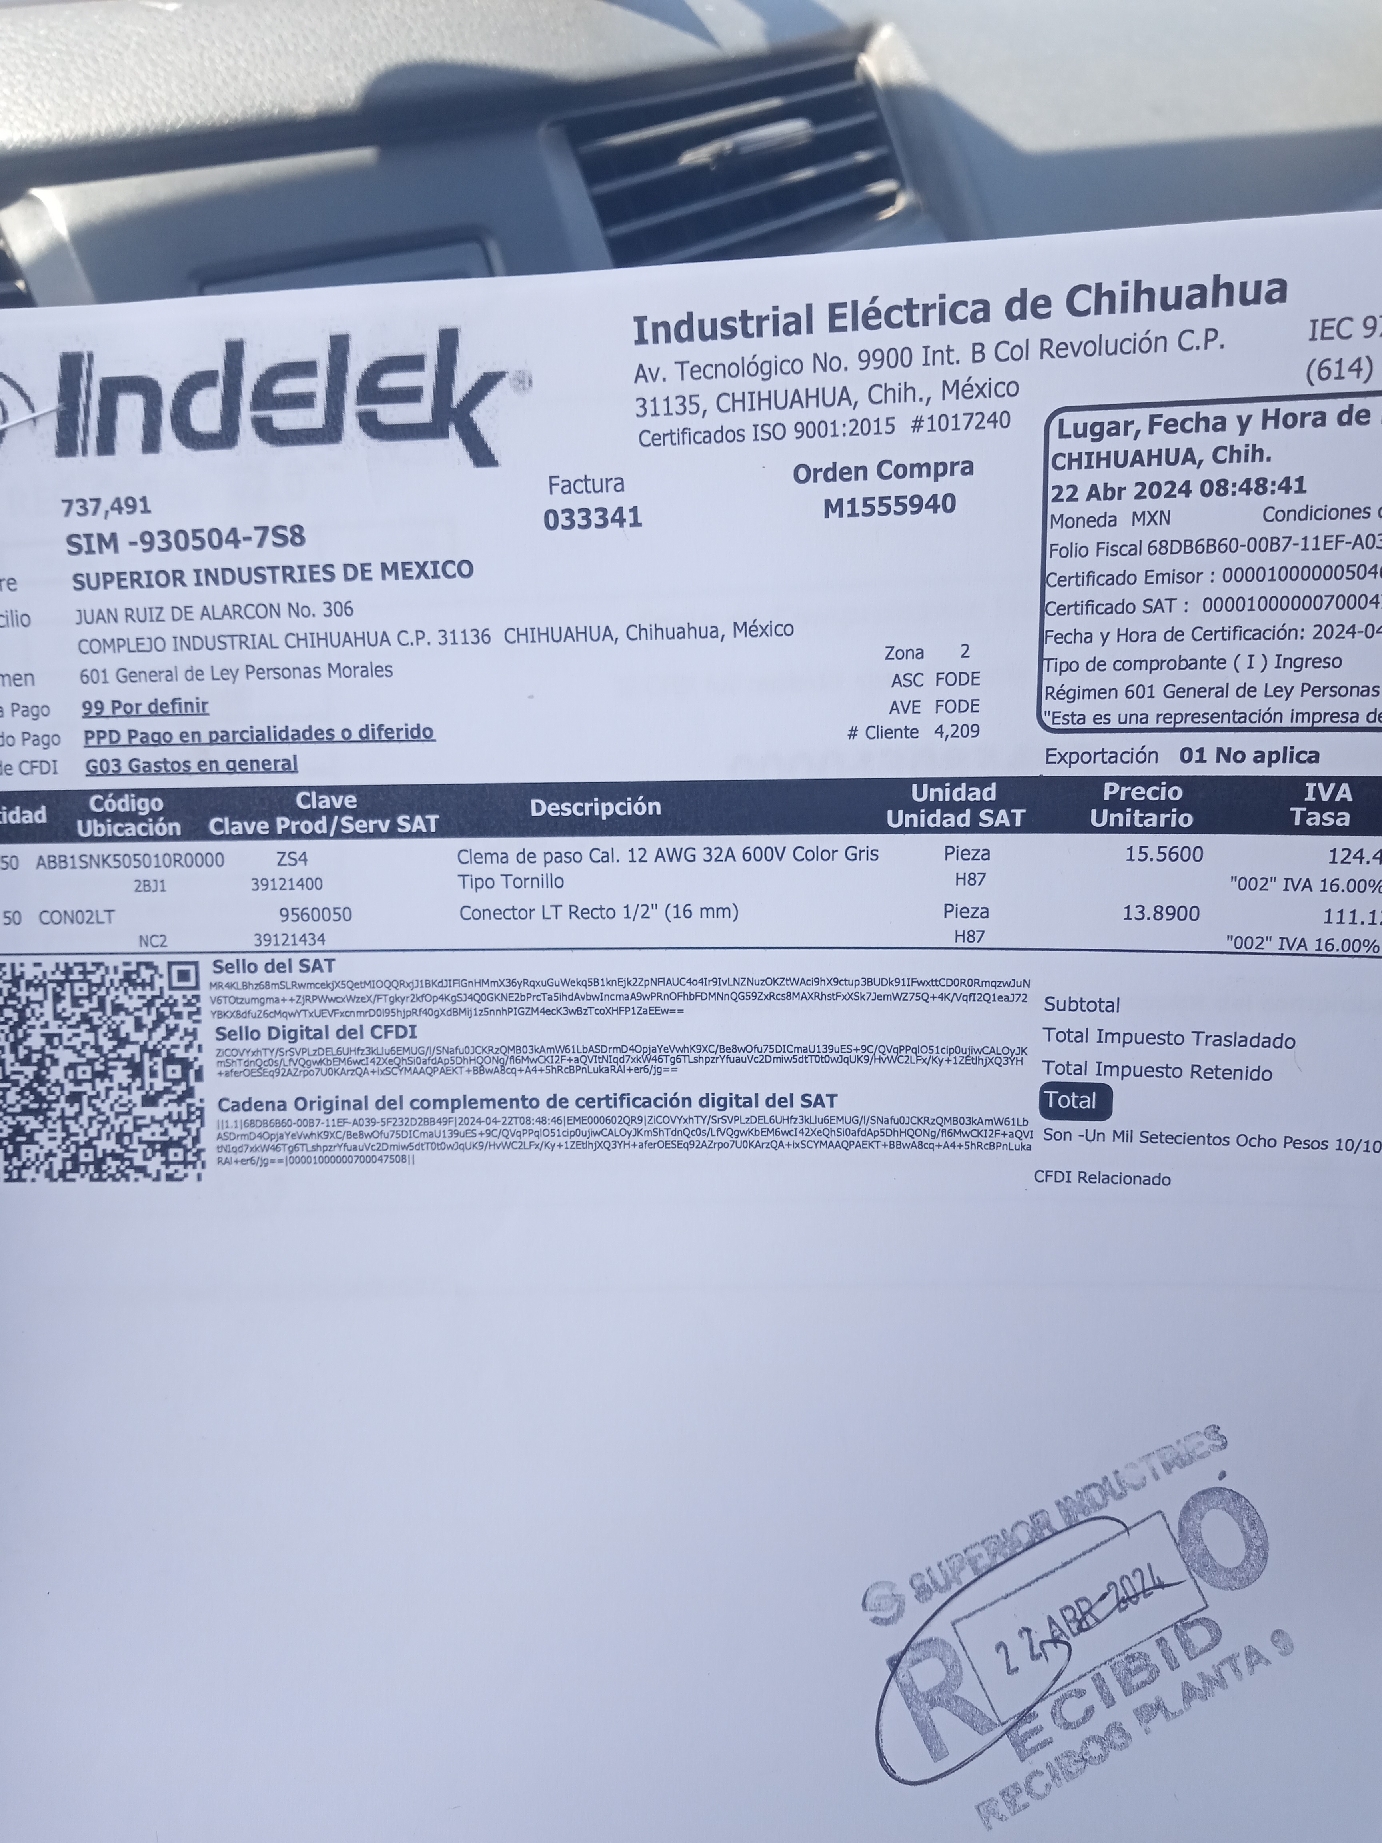 Indelek®
Industrial Eléctrica de Chihuahua
Av. Tecnológico No. 9900 Int. B Col Revolución C.P.
31135, CHIHUAHUA, Chih., México
Certificados ISO 9001:2015 #1017240
IEC 97
(614)
Factura
033341
Orden Compra
M1555940
Lugar, Fecha y Hora de
CHIHUAHUA, Chih.
22 Abr 2024 08:48:41
Moneda MXN Condiciones
Folio Fiscal 68DB6B60-00B7-11EF-A03
Certificado Emisor : 000010000005040
Certificado SAT : 00001000000070004
Fecha y Hora de Certificación: 2024-04
Tipo de comprobante ( I ) Ingreso
Régimen 601 General de Ley Personas
"Esta es una representación impresa de
Exportación 01 No aplica
737,491
SIM -930504-7S8
re SUPERIOR INDUSTRIES DE MEXICO
cilio JUAN RUIZ DE ALARCON No. 306
COMPLEJO INDUSTRIAL CHIHUAHUA C.P. 31136 CHIHUAHUA, Chihuahua, México
men 601 General de Ley Personas Morales
a Pago 99 Por definir
do Pago PPD Pago en parcialidades o diferido
de CFDI G03 Gastos en general
Zona 2
ASC FODE
AVE FODE
# Cliente 4,209
tidad Código Ubicación Clave Clave Prod/Serv SAT Descripción Unidad Unidad SAT Precio Unitario IVA Tasa
50 ABB1SNK505010R0000 ZS4 Clema de paso Cal. 12 AWG 32A 600V Color Gris Pieza 15.5600 124.4
2BJ1 39121400 Tipo Tornillo H87 "002" IVA 16.00%
50 CON02LT 9560050 Conector LT Recto 1/2" (16 mm) Pieza 13.8900 111.1
NC2 39121434 H87 "002" IVA 16.00%
Sello del SAT
Sello Digital del CFDI
Cadena Original del complemento de certificación digital del SAT
Subtotal
Total Impuesto Trasladado
Total Impuesto Retenido
Total
Son -Un Mil Setecientos Ocho Pesos 10/10
CFDI Relacionado
SUPERIOR INDUSTRIES
22 ABR 2024
RECIBIDÓ
RECIBOS PLANTA 9